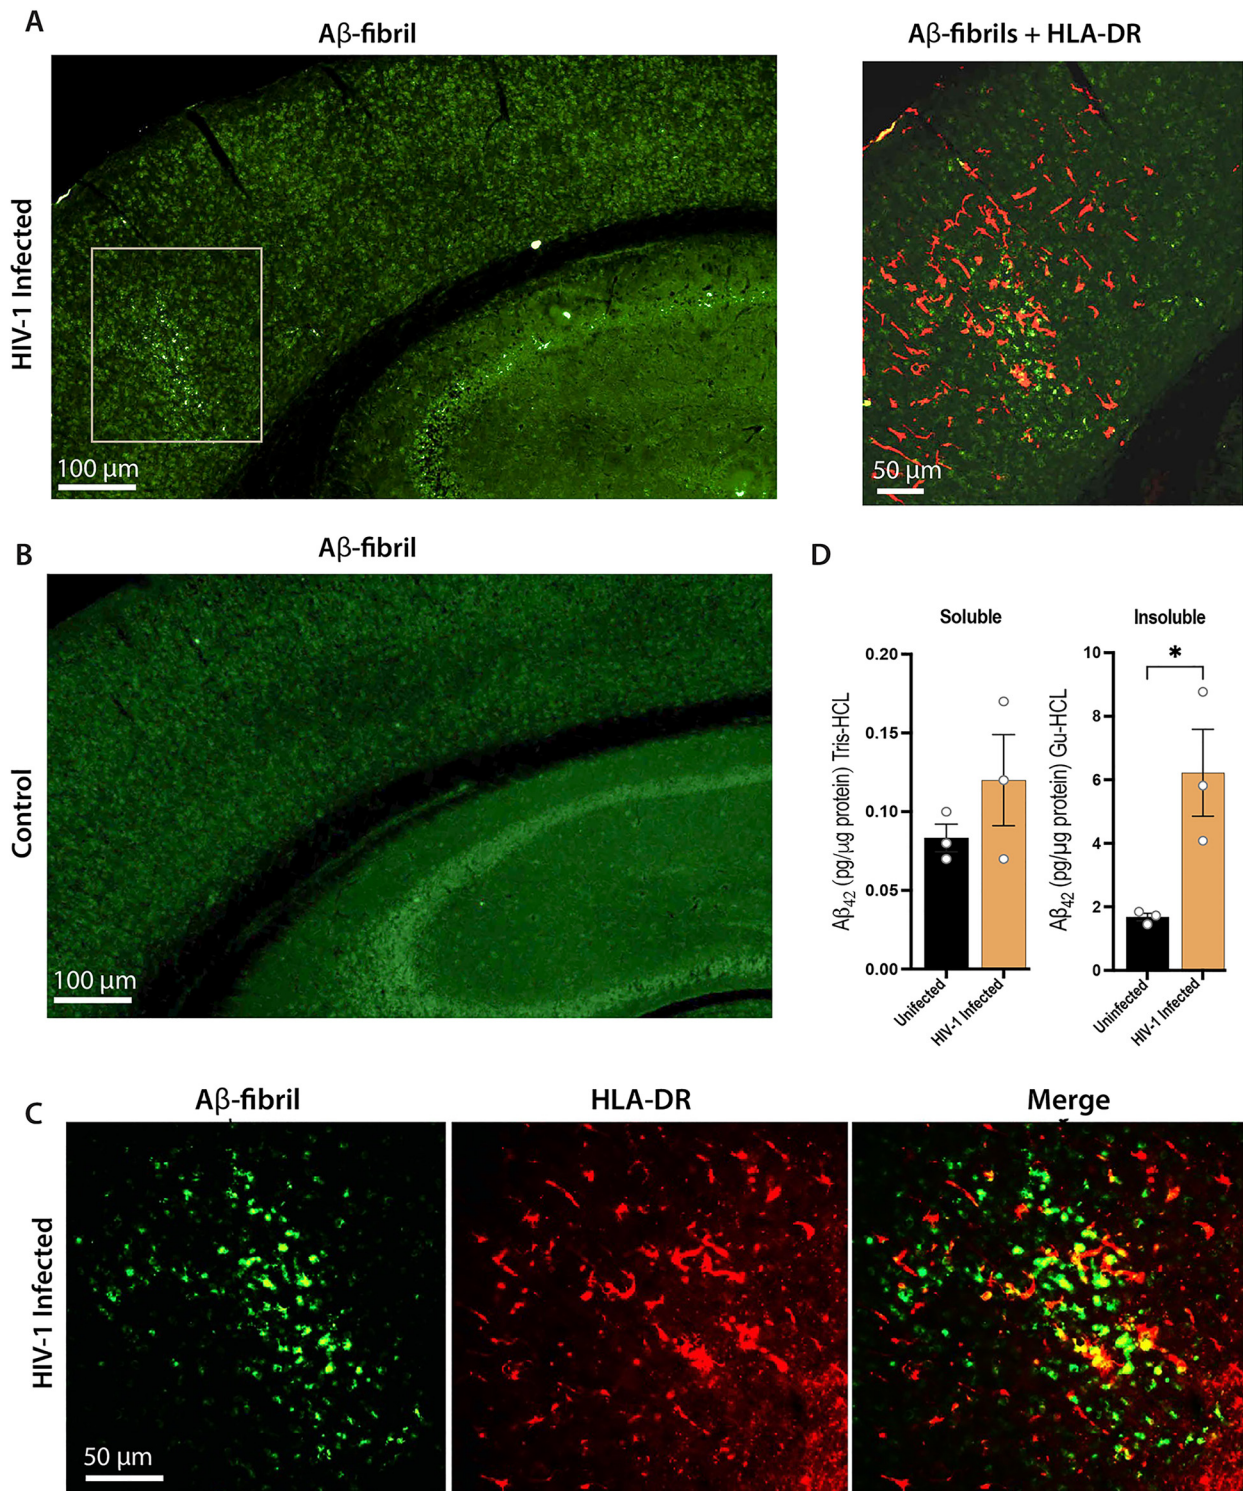 A
Aβ-fibril
Aβ-fibrils + HLA-DR
HIV-1 Infected
100 μm
50 μm
B
Aβ-fibril
Control
100 μm
D
Soluble
Aβ42 (pg/μg protein) Tris-HCL
0.20
0.15
0.10
0.05
0.00
Unifected
HIV-1 Infected
Insoluble
Aβ42 (pg/μg protein) Gu-HCL
10
8
6
4
2
0
*
Uninfected
HIV-1 Infected
C
Aβ-fibril
HLA-DR
Merge
HIV-1 Infected
50 μm